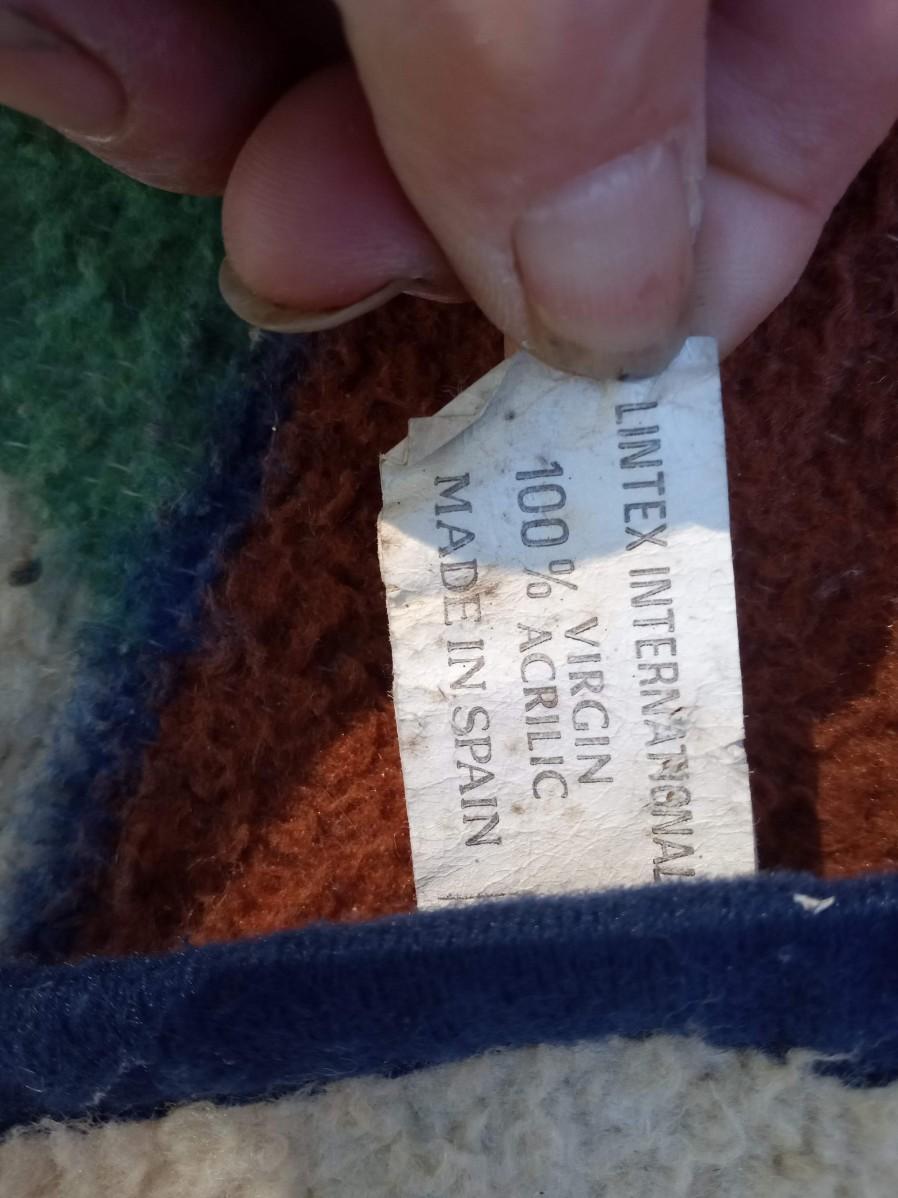 LINTEX INTERNATIONAL
VIRGIN
100 % ACRILIC
MADE IN SPAIN